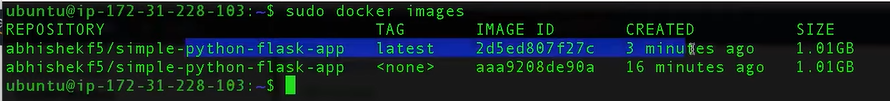 ubuntu@ip-172-31-228-103:~$ sudo docker images
REPOSITORY TAG IMAGE ID CREATED SIZE
abhishekf5/simple-python-flask-app latest 2d5ed807f27c 3 minutes ago 1.01GB
abhishekf5/simple-python-flask-app <none> aaa9208de90a 16 minutes ago 1.01GB
ubuntu@ip-172-31-228-103:~$